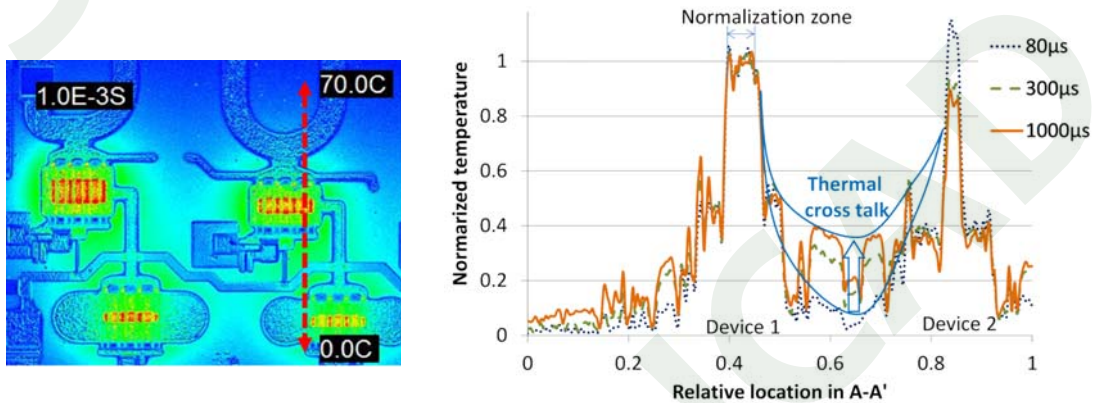 1.0E-3S
70.0C
0.0C
Normalization zone
80µs
300µs
1000µs
Thermal
cross talk
Device 1
Device 2
Normarized temperature
1
0.8
0.6
0.4
0.2
0
0
0.2
0.4
0.6
0.8
1
Relative location in A-A'
ICAD